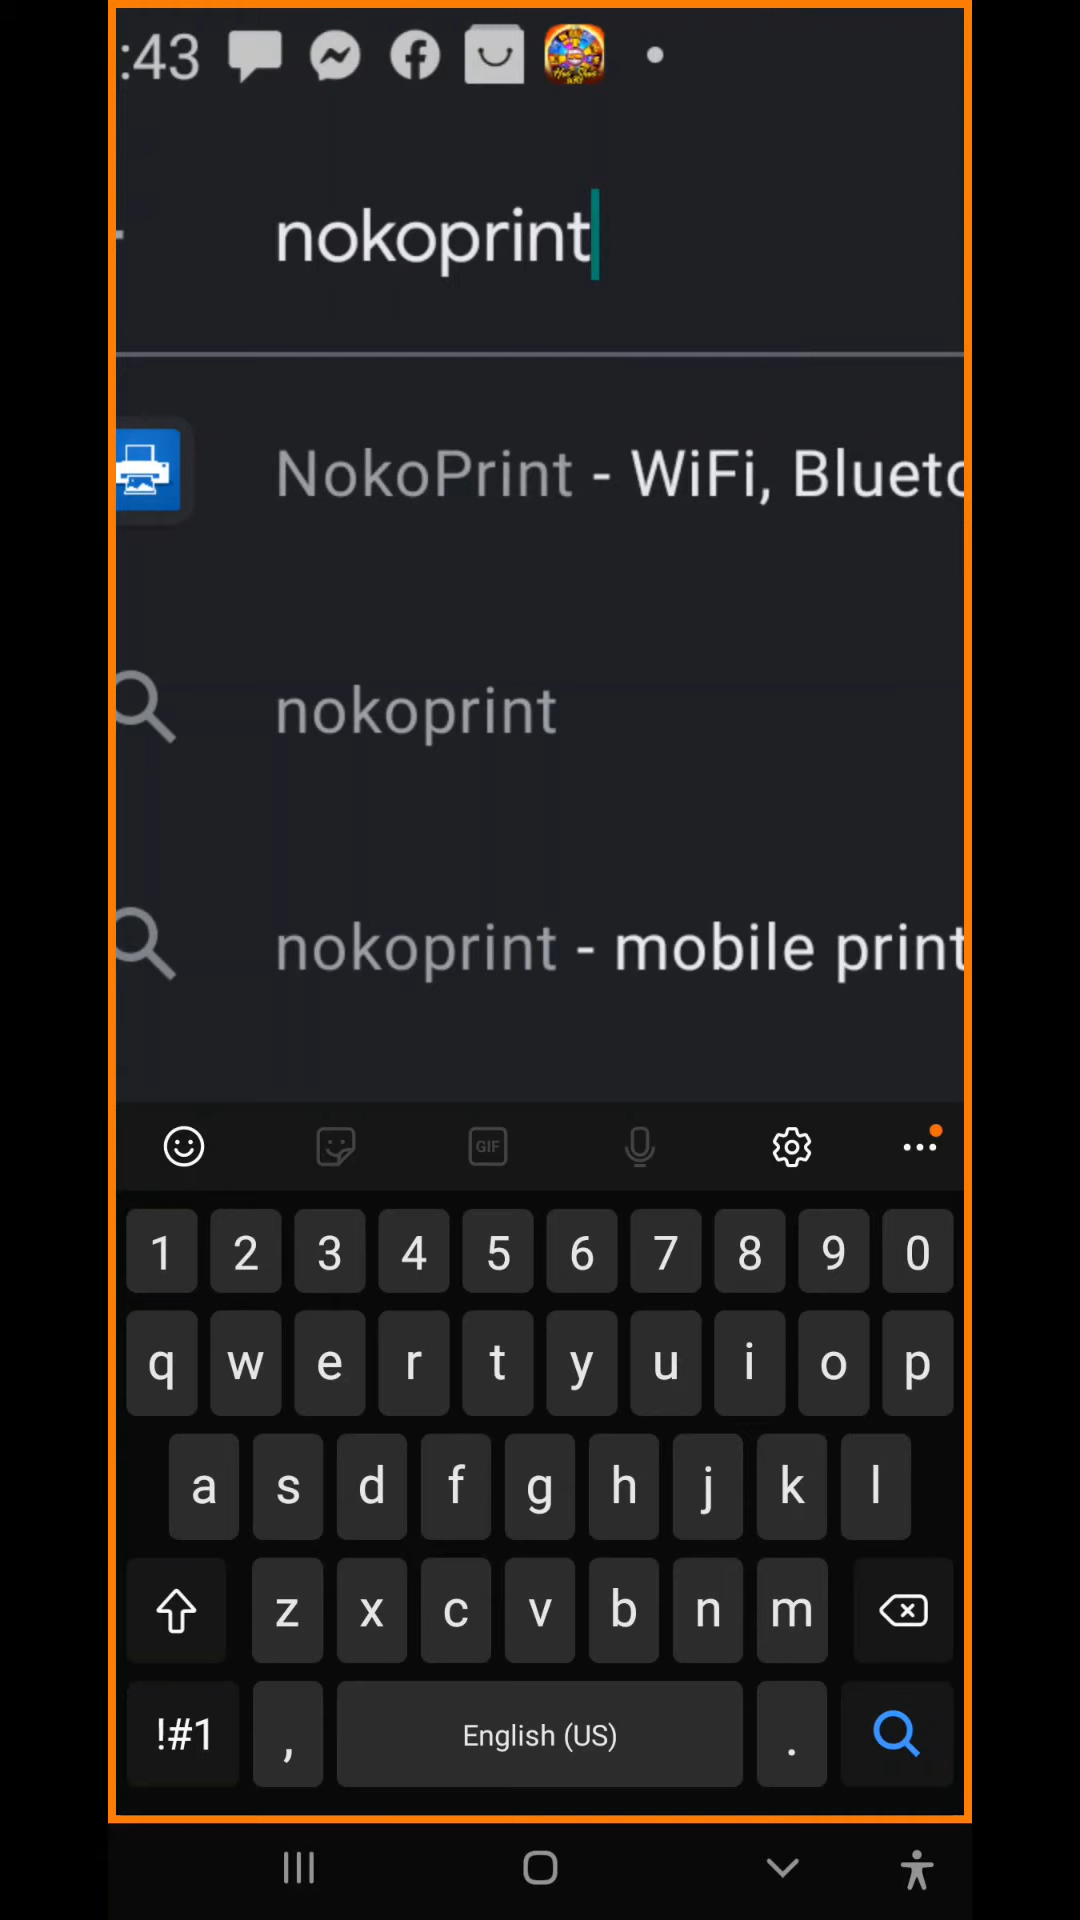 :43
nokoprint
NokoPrint - WiFi, Blueto
nokoprint
nokoprint - mobile print
GIF
1 2 3 4 5 6 7 8 9 0
q w e r t y u i o p
a s d f g h j k l
z x c v b n m
!#1 , English (US) .